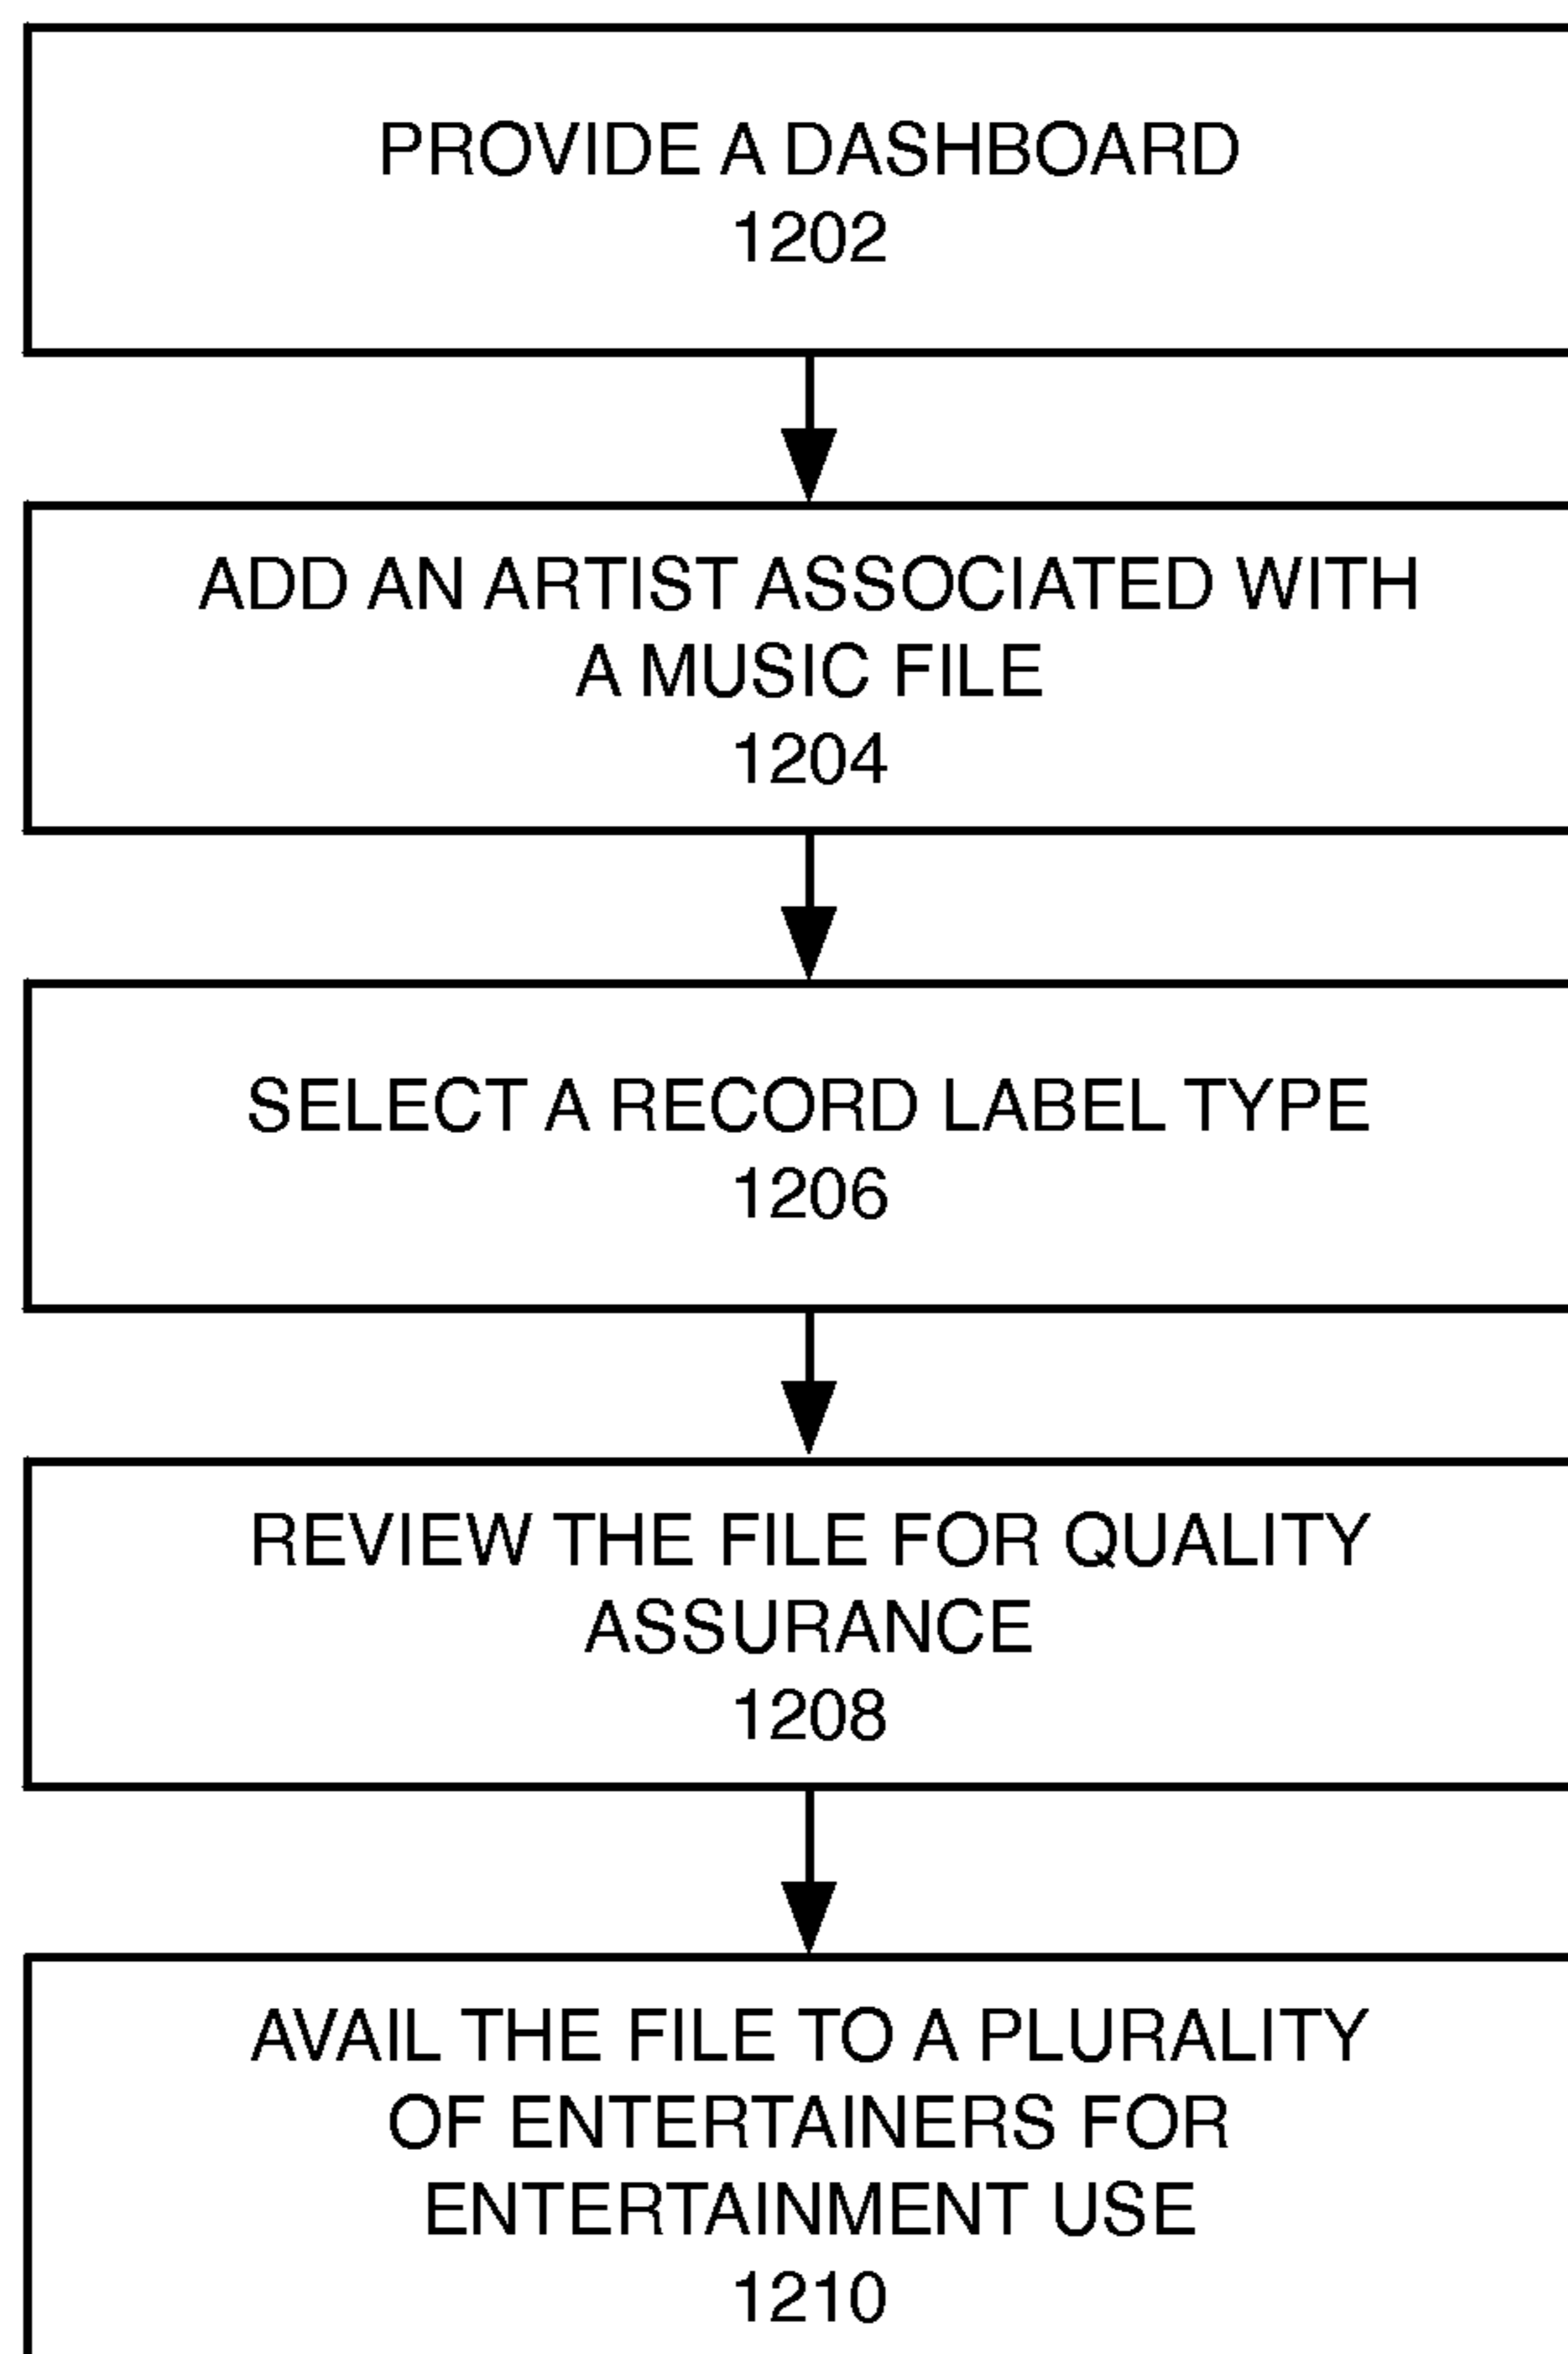 PROVIDE A DASHBOARD
1202
ADD AN ARTIST ASSOCIATED WITH
A MUSIC FILE
1204
SELECT A RECORD LABEL TYPE
1206
REVIEW THE FILE FOR QUALITY
ASSURANCE
1208
AVAIL THE FILE TO A PLURALITY
OF ENTERTAINERS FOR
ENTERTAINMENT USE
1210